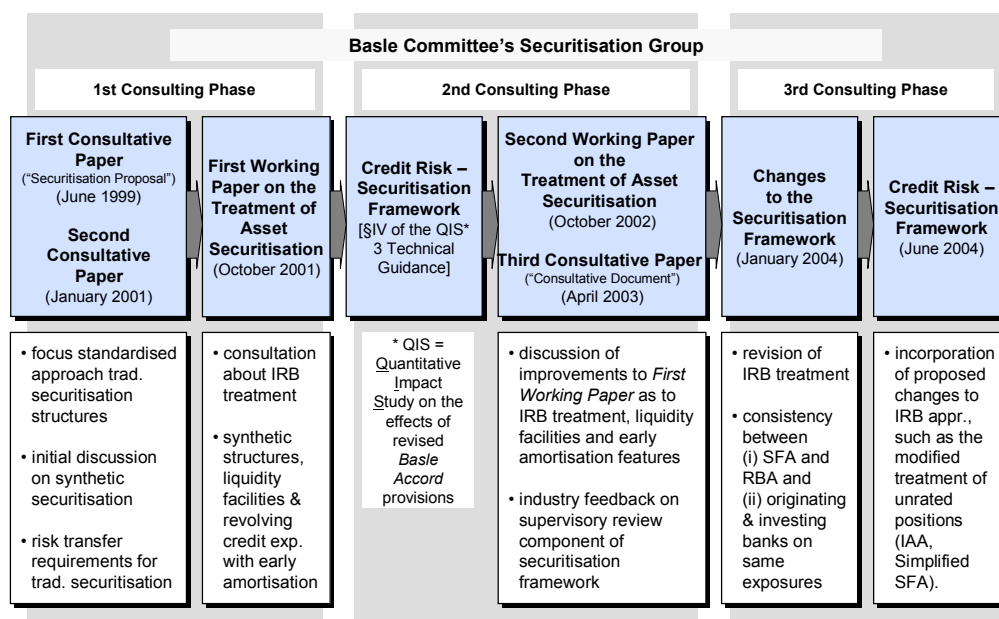 Basle Committee's Securitisation Group
1st Consulting Phase
2nd Consulting Phase
3rd Consulting Phase
First Consultative
Paper
("Securitisation Proposal")
(June 1999)
Second
Consultative
Paper
(January 2001)
First Working
Paper on the
Treatment of
Asset
Securitisation
(October 2001)
Credit Risk –
Securitisation
Framework
[§IV of the QIS*
3 Technical
Guidance]
Second Working Paper
on the
Treatment of Asset
Securitisation
(October 2002)
Third Consultative Paper
("Consultative Document")
(April 2003)
Changes
to the
Securitisation
Framework
(January 2004)
Credit Risk –
Securitisation
Framework
(June 2004)
• focus standardised
approach trad.
securitisation
structures
• initial discussion
on synthetic
securitisation
• risk transfer
requirements for
trad. securitisation
• consultation
about IRB
treatment
• synthetic
structures,
liquidity
facilities &
revolving
credit exp.
with early
amortisation
* QIS =
Quantitative
Impact
Study on the
effects of
revised
Basle
Accord
provisions
• discussion of
improvements to First
Working Paper as to
IRB treatment, liquidity
facilities and early
amortisation features
• industry feedback on
supervisory review
component of
securitisation
framework
• revision of
IRB treatment
• consistency
between
(i) SFA and
RBA and
(ii) originating
& investing
banks on
same
exposures
• incorporation
of proposed
changes to
IRB appr.,
such as the
modified
treatment of
unrated
positions
(IAA,
Simplified
SFA).